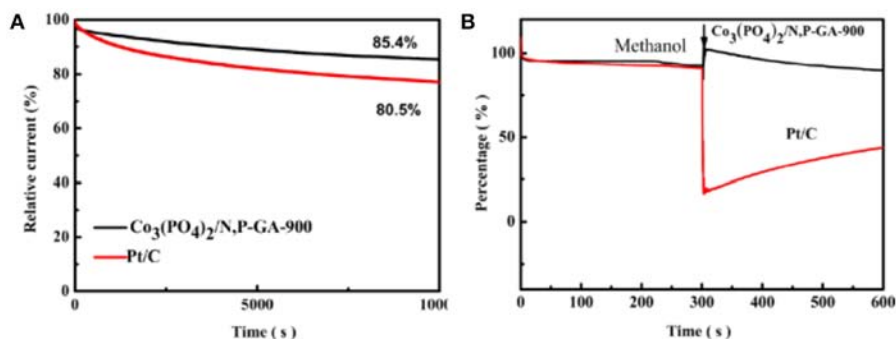 A
100
80
60
40
20
0
Relative current (%)
85.4%
80.5%
Co3(PO4)2/N,P-GA-900
Pt/C
0
5000
1000
Time ( s )
B
100
50
0
Percentage ( % )
Methanol
Co3(PO4)2/N,P-GA-900
Pt/C
0
100
200
300
400
500
600
Time ( s )